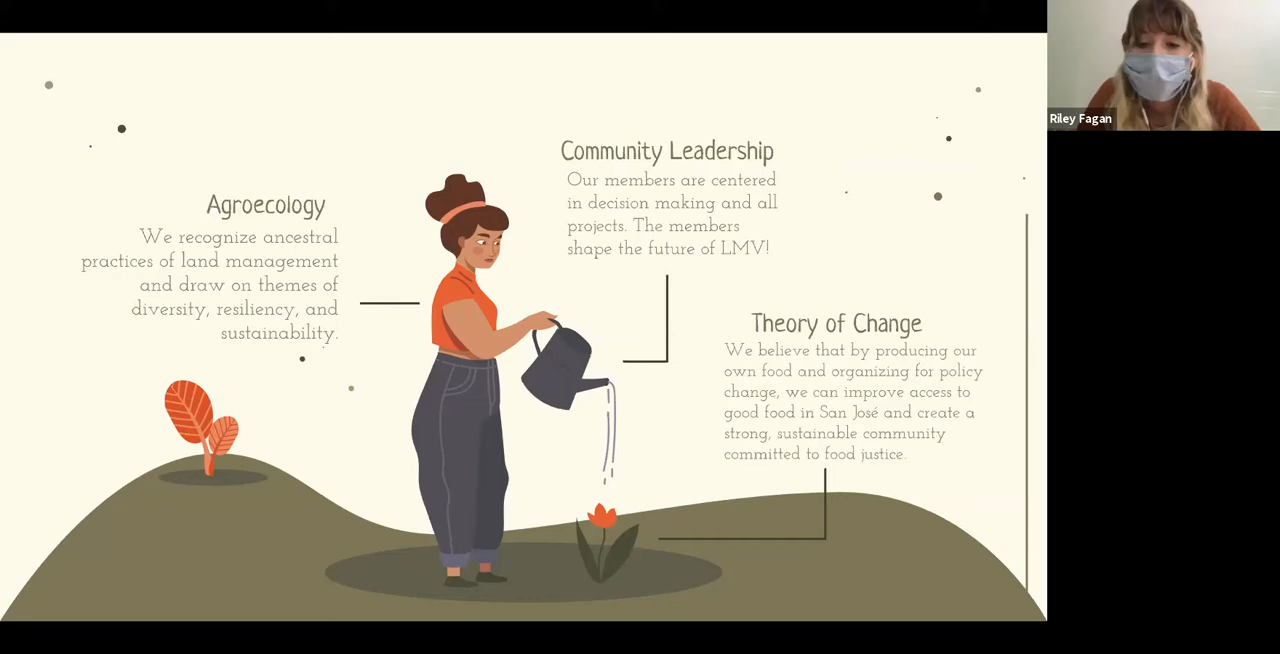 Agroecology
We recognize ancestral
practices of land management
and draw on themes of
diversity, resiliency, and
sustainability.
Community Leadership
Our members are centered
in decision making and all
projects. The members
shape the future of LMV!
Theory of Change
We believe that by producing our
own food and organizing for policy
change, we can improve access to
good food in San José and create a
strong, sustainable community
committed to food justice.
Riley Fagan